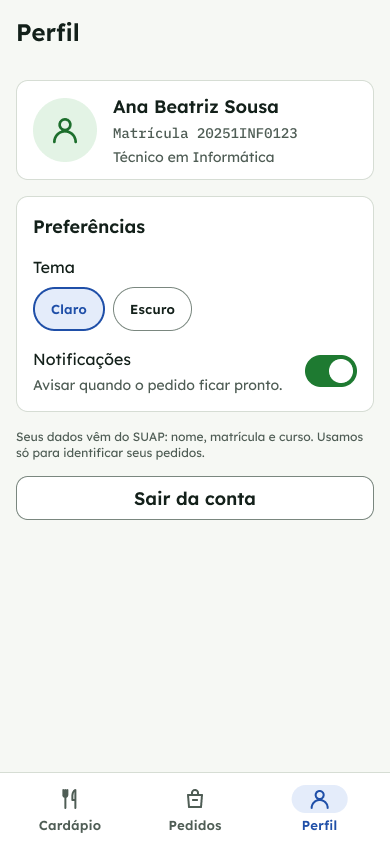 Perfil
Ana Beatriz Sousa
Matrícula 20251INF0123
Técnico em Informática
Preferências
Tema
Claro
Escuro
Notificações
Avisar quando o pedido ficar pronto.
Seus dados vêm do SUAP: nome, matrícula e curso. Usamos
só para identificar seus pedidos.
Sair da conta
Cardápio
Pedidos
Perfil